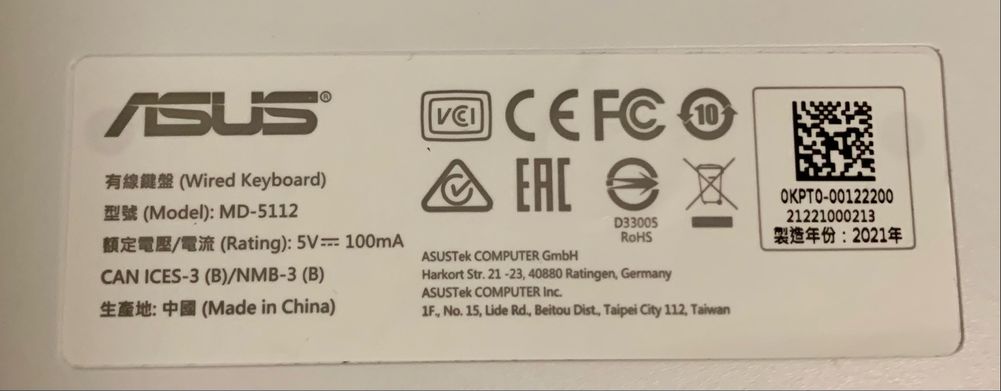 ASUS®
有線鍵盤 (Wired Keyboard)
型號 (Model): MD-5112
額定電壓/電流 (Rating): 5V⎓ 100mA
CAN ICES-3 (B)/NMB-3 (B)
生產地: 中國 (Made in China)
VCI CE FC 10
EAC
D33005
RoHS
ASUSTek COMPUTER GmbH
Harkort Str. 21 -23, 40880 Ratingen, Germany
ASUSTek COMPUTER Inc.
1F., No. 15, Lide Rd., Beitou Dist., Taipei City 112, Taiwan
0KPT0-00122200
21221000213
製造年份：2021年